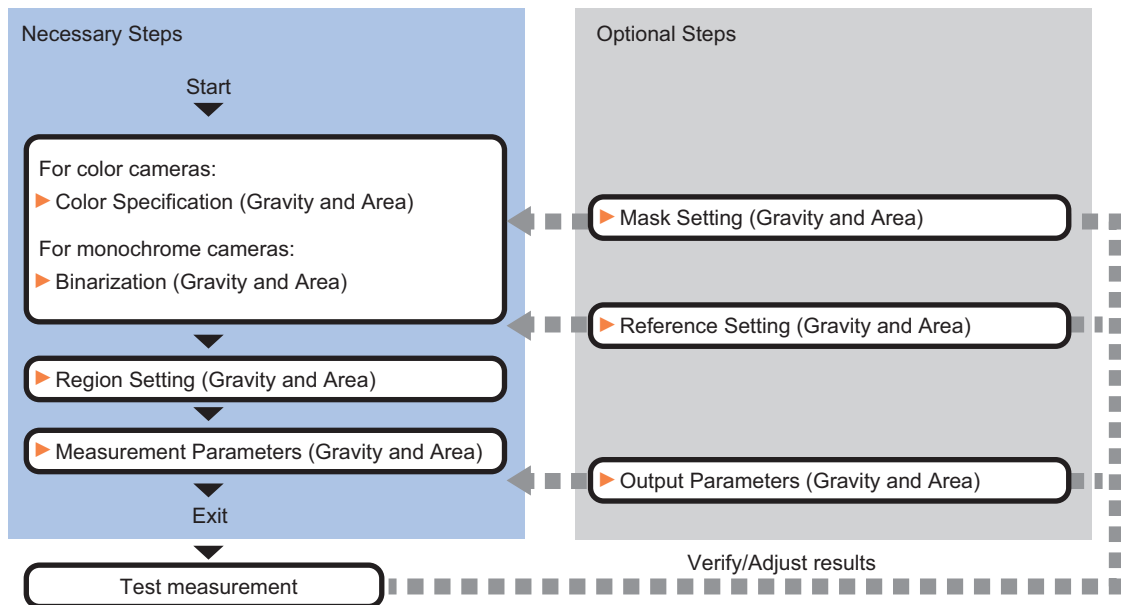 Necessary Steps
Start
For color cameras:
Color Specification (Gravity and Area)
For monochrome cameras:
Binarization (Gravity and Area)
Region Setting (Gravity and Area)
Measurement Parameters (Gravity and Area)
Exit
Test measurement
Optional Steps
Mask Setting (Gravity and Area)
Reference Setting (Gravity and Area)
Output Parameters (Gravity and Area)
Verify/Adjust results